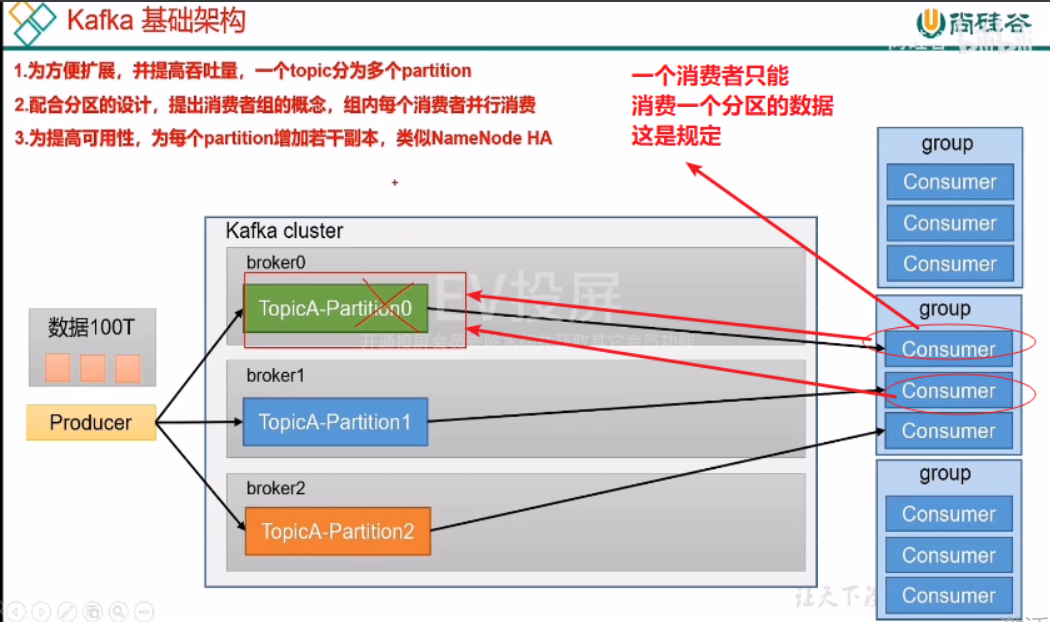 Kafka 基础架构
尚硅谷
1.为方便扩展，并提高吞吐量，一个topic分为多个partition
2.配合分区的设计，提出消费者组的概念，组内每个消费者并行消费
3.为提高可用性，为每个partition增加若干副本，类似NameNode HA
一个消费者只能
消费一个分区的数据
这是规定
group
Consumer
Consumer
Consumer
Kafka cluster
broker0
TopicA-Partition0
EV投屏
数据100T
Producer
broker1
TopicA-Partition1
broker2
TopicA-Partition2
group
Consumer
Consumer
Consumer
group
Consumer
Consumer
Consumer
让天下